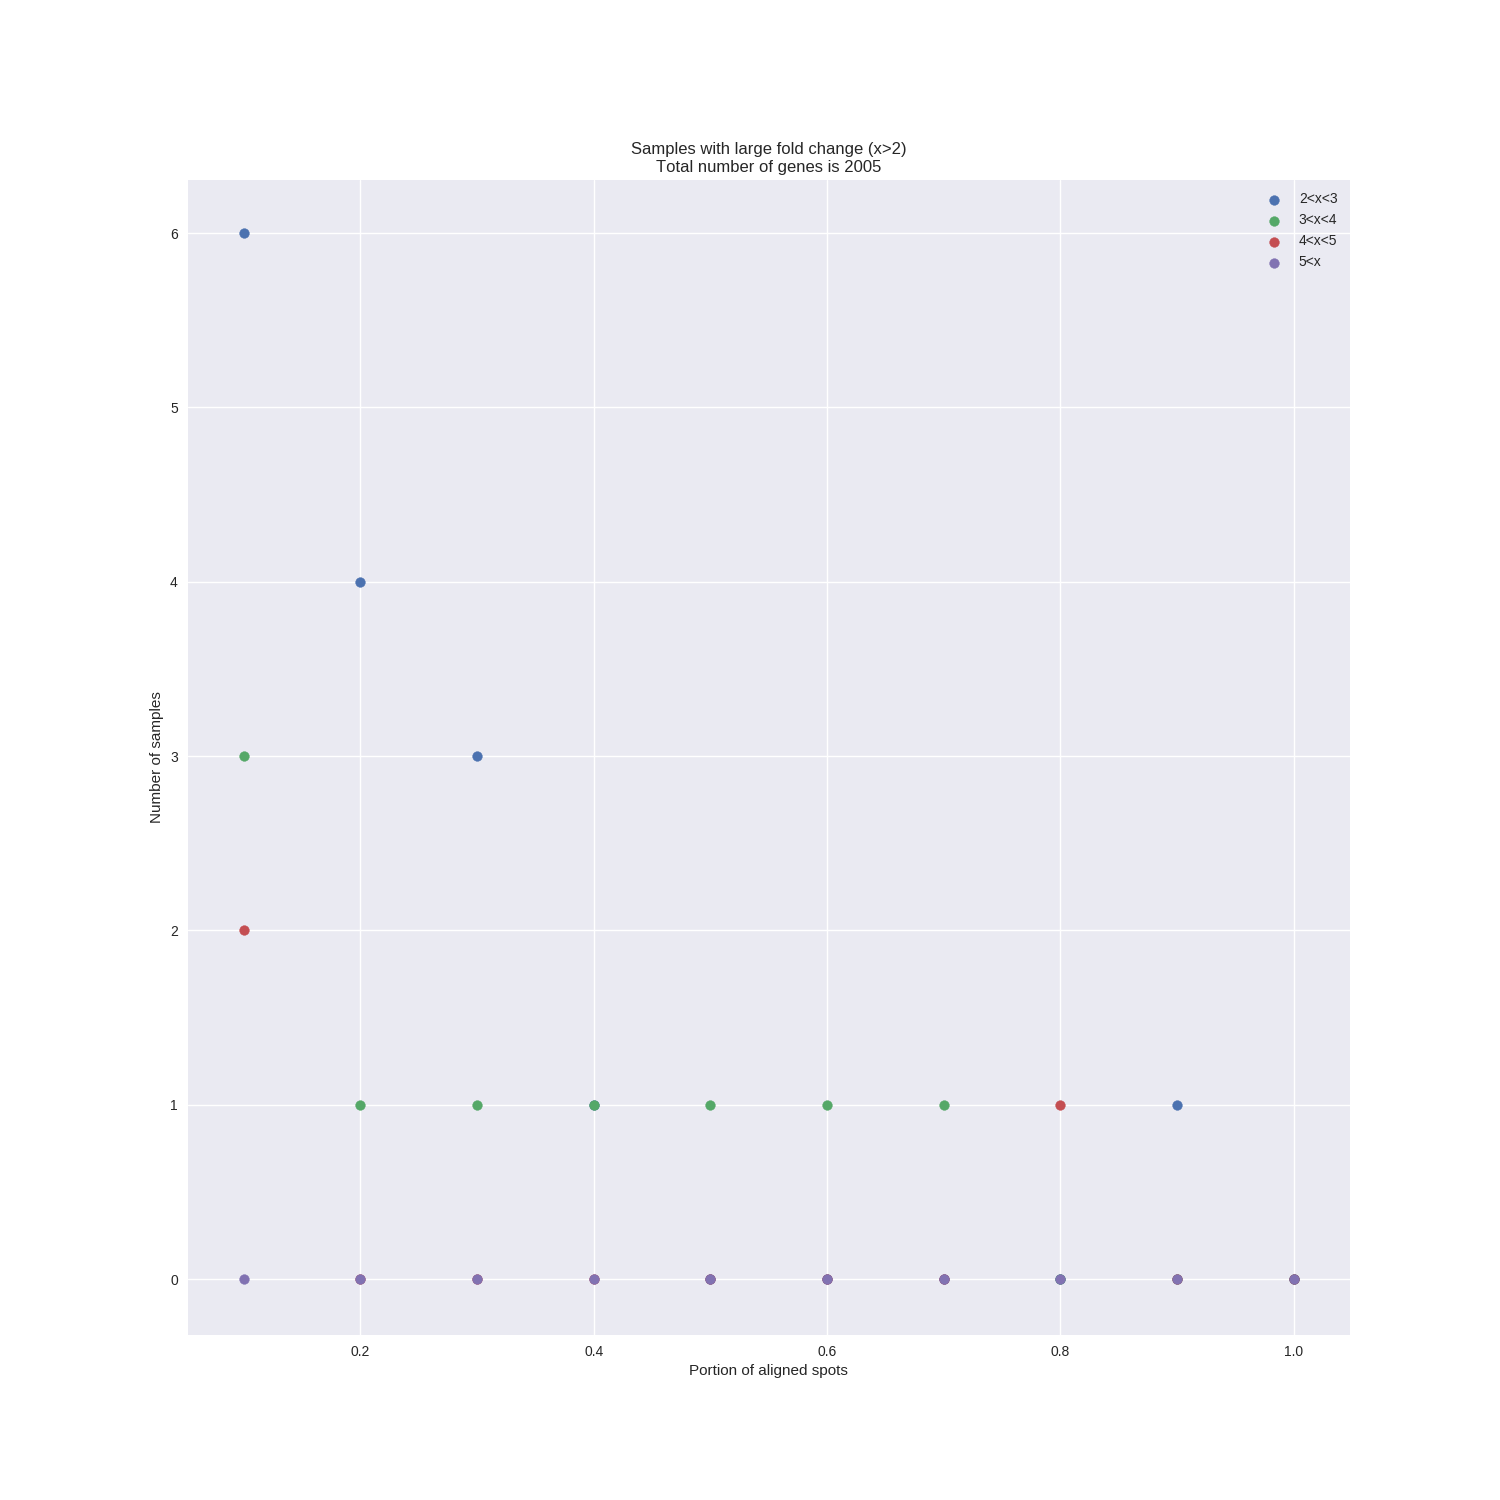 Samples with large fold change (x>2)
Total number of genes is 2005
2<x<3
3<x<4
4<x<5
5<x
6
5
4
3
2
1
0
Number of samples
0.2 0.4 0.6 0.8 1.0
Portion of aligned spots